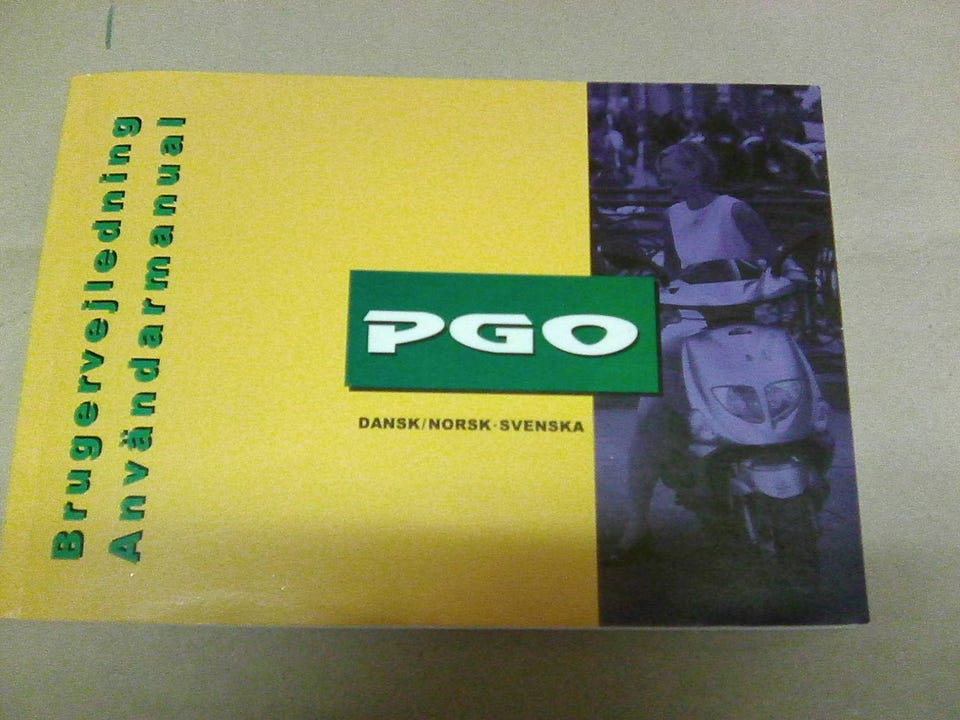 Brugervejledning
Användarmanual
PGO
DANSK/NORSK·SVENSKA